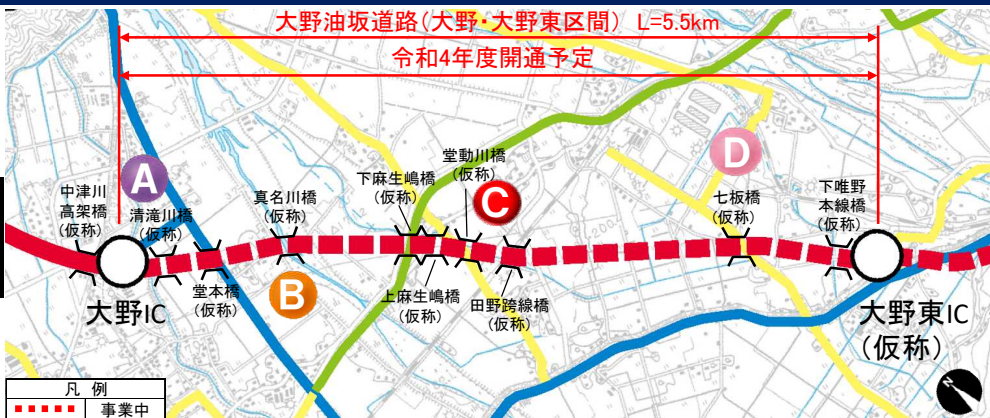 大野油坂道路(大野・大野東区間) L=5.5km
令和4年度開通予定
A
B
C
D
中津川
高架橋
(仮称)
清滝川橋
(仮称)
堂本橋
(仮称)
真名川橋
(仮称)
下麻生嶋橋
(仮称)
上麻生嶋橋
(仮称)
堂動川橋
(仮称)
田野跨線橋
(仮称)
七板橋
(仮称)
下唯野
本線橋
(仮称)
大野IC
大野東IC
(仮称)
凡 例
事業中
N